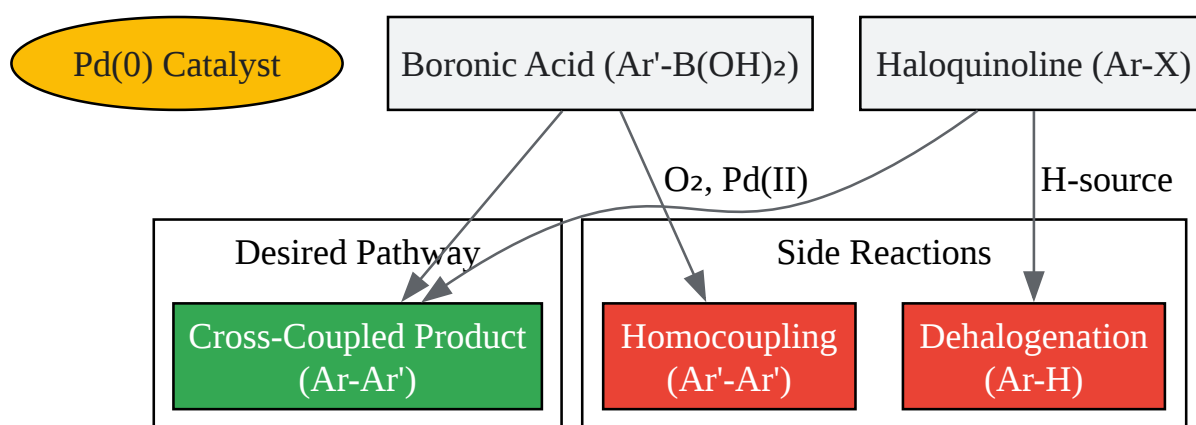 Pd(0) Catalyst
Boronic Acid (Ar'-B(OH)₂)
Haloquinoline (Ar-X)
O₂, Pd(II)
H-source
Desired Pathway
Side Reactions
Cross-Coupled Product
(Ar-Ar')
Homocoupling
(Ar'-Ar')
Dehalogenation
(Ar-H)